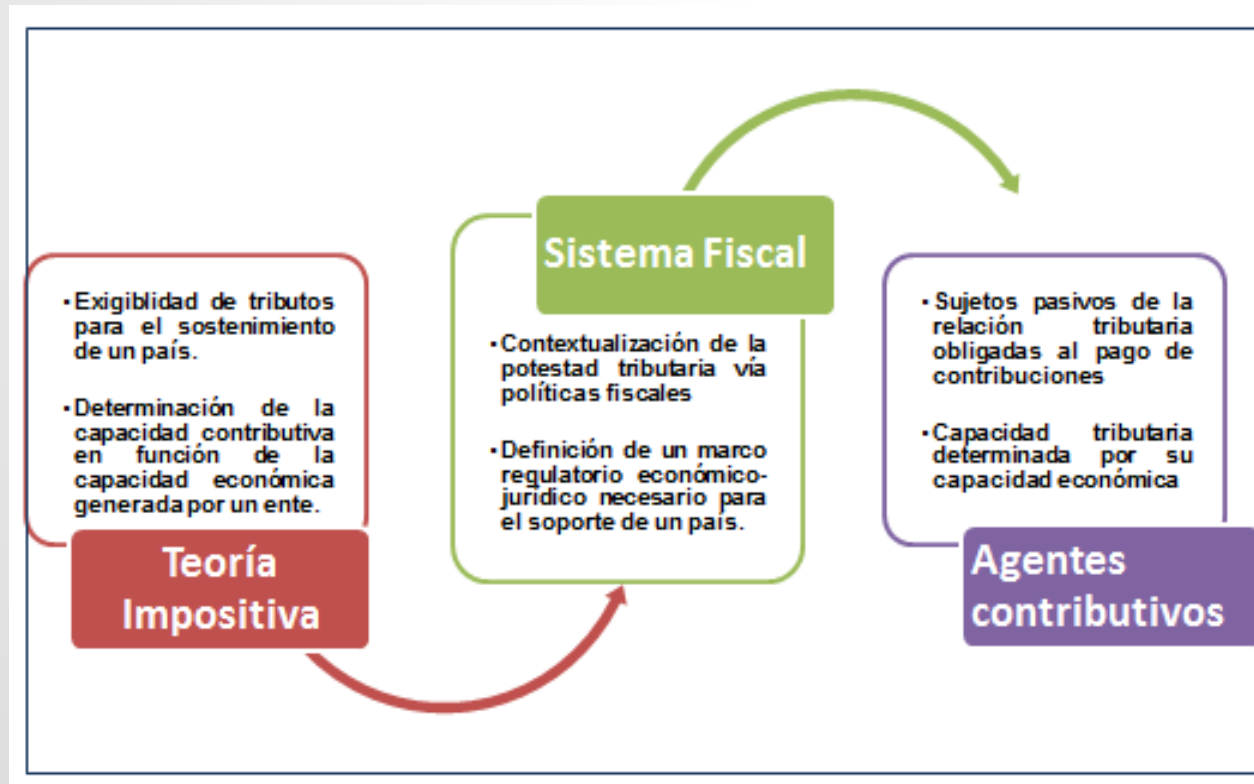 • Exigiblidad de tributos
para el sostenimiento
de un país.
• Determinación de la
capacidad contributiva
en función de la
capacidad económica
generada por un ente.
Teoría
Impositiva
Sistema Fiscal
• Contextualización de la
potestad tributaria vía
políticas fiscales
• Definición de un marco
regulatorio económico-
jurídico necesario para
el soporte de un país.
• Sujetos pasivos de la
relación tributaria
obligadas al pago de
contribuciones
• Capacidad tributaria
determinada por su
capacidad económica
Agentes
contributivos